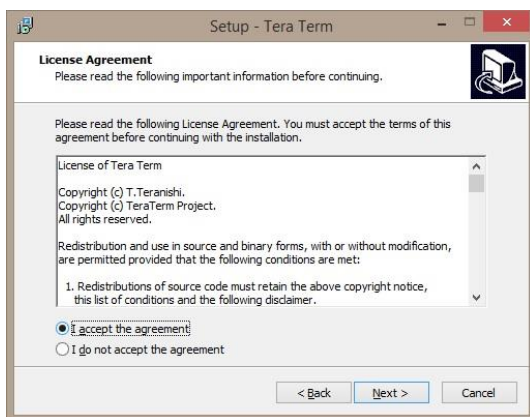 Setup - Tera Term
License Agreement
Please read the following important information before continuing.
Please read the following License Agreement. You must accept the terms of this
agreement before continuing with the installation.
License of Tera Term
Copyright (c) T.Teranishi.
Copyright (c) TeraTerm Project.
All rights reserved.
Redistribution and use in source and binary forms, with or without modification,
are permitted provided that the following conditions are met:
1. Redistributions of source code must retain the above copyright notice,
this list of conditions and the following disclaimer.
I accept the agreement
I do not accept the agreement
< Back Next > Cancel